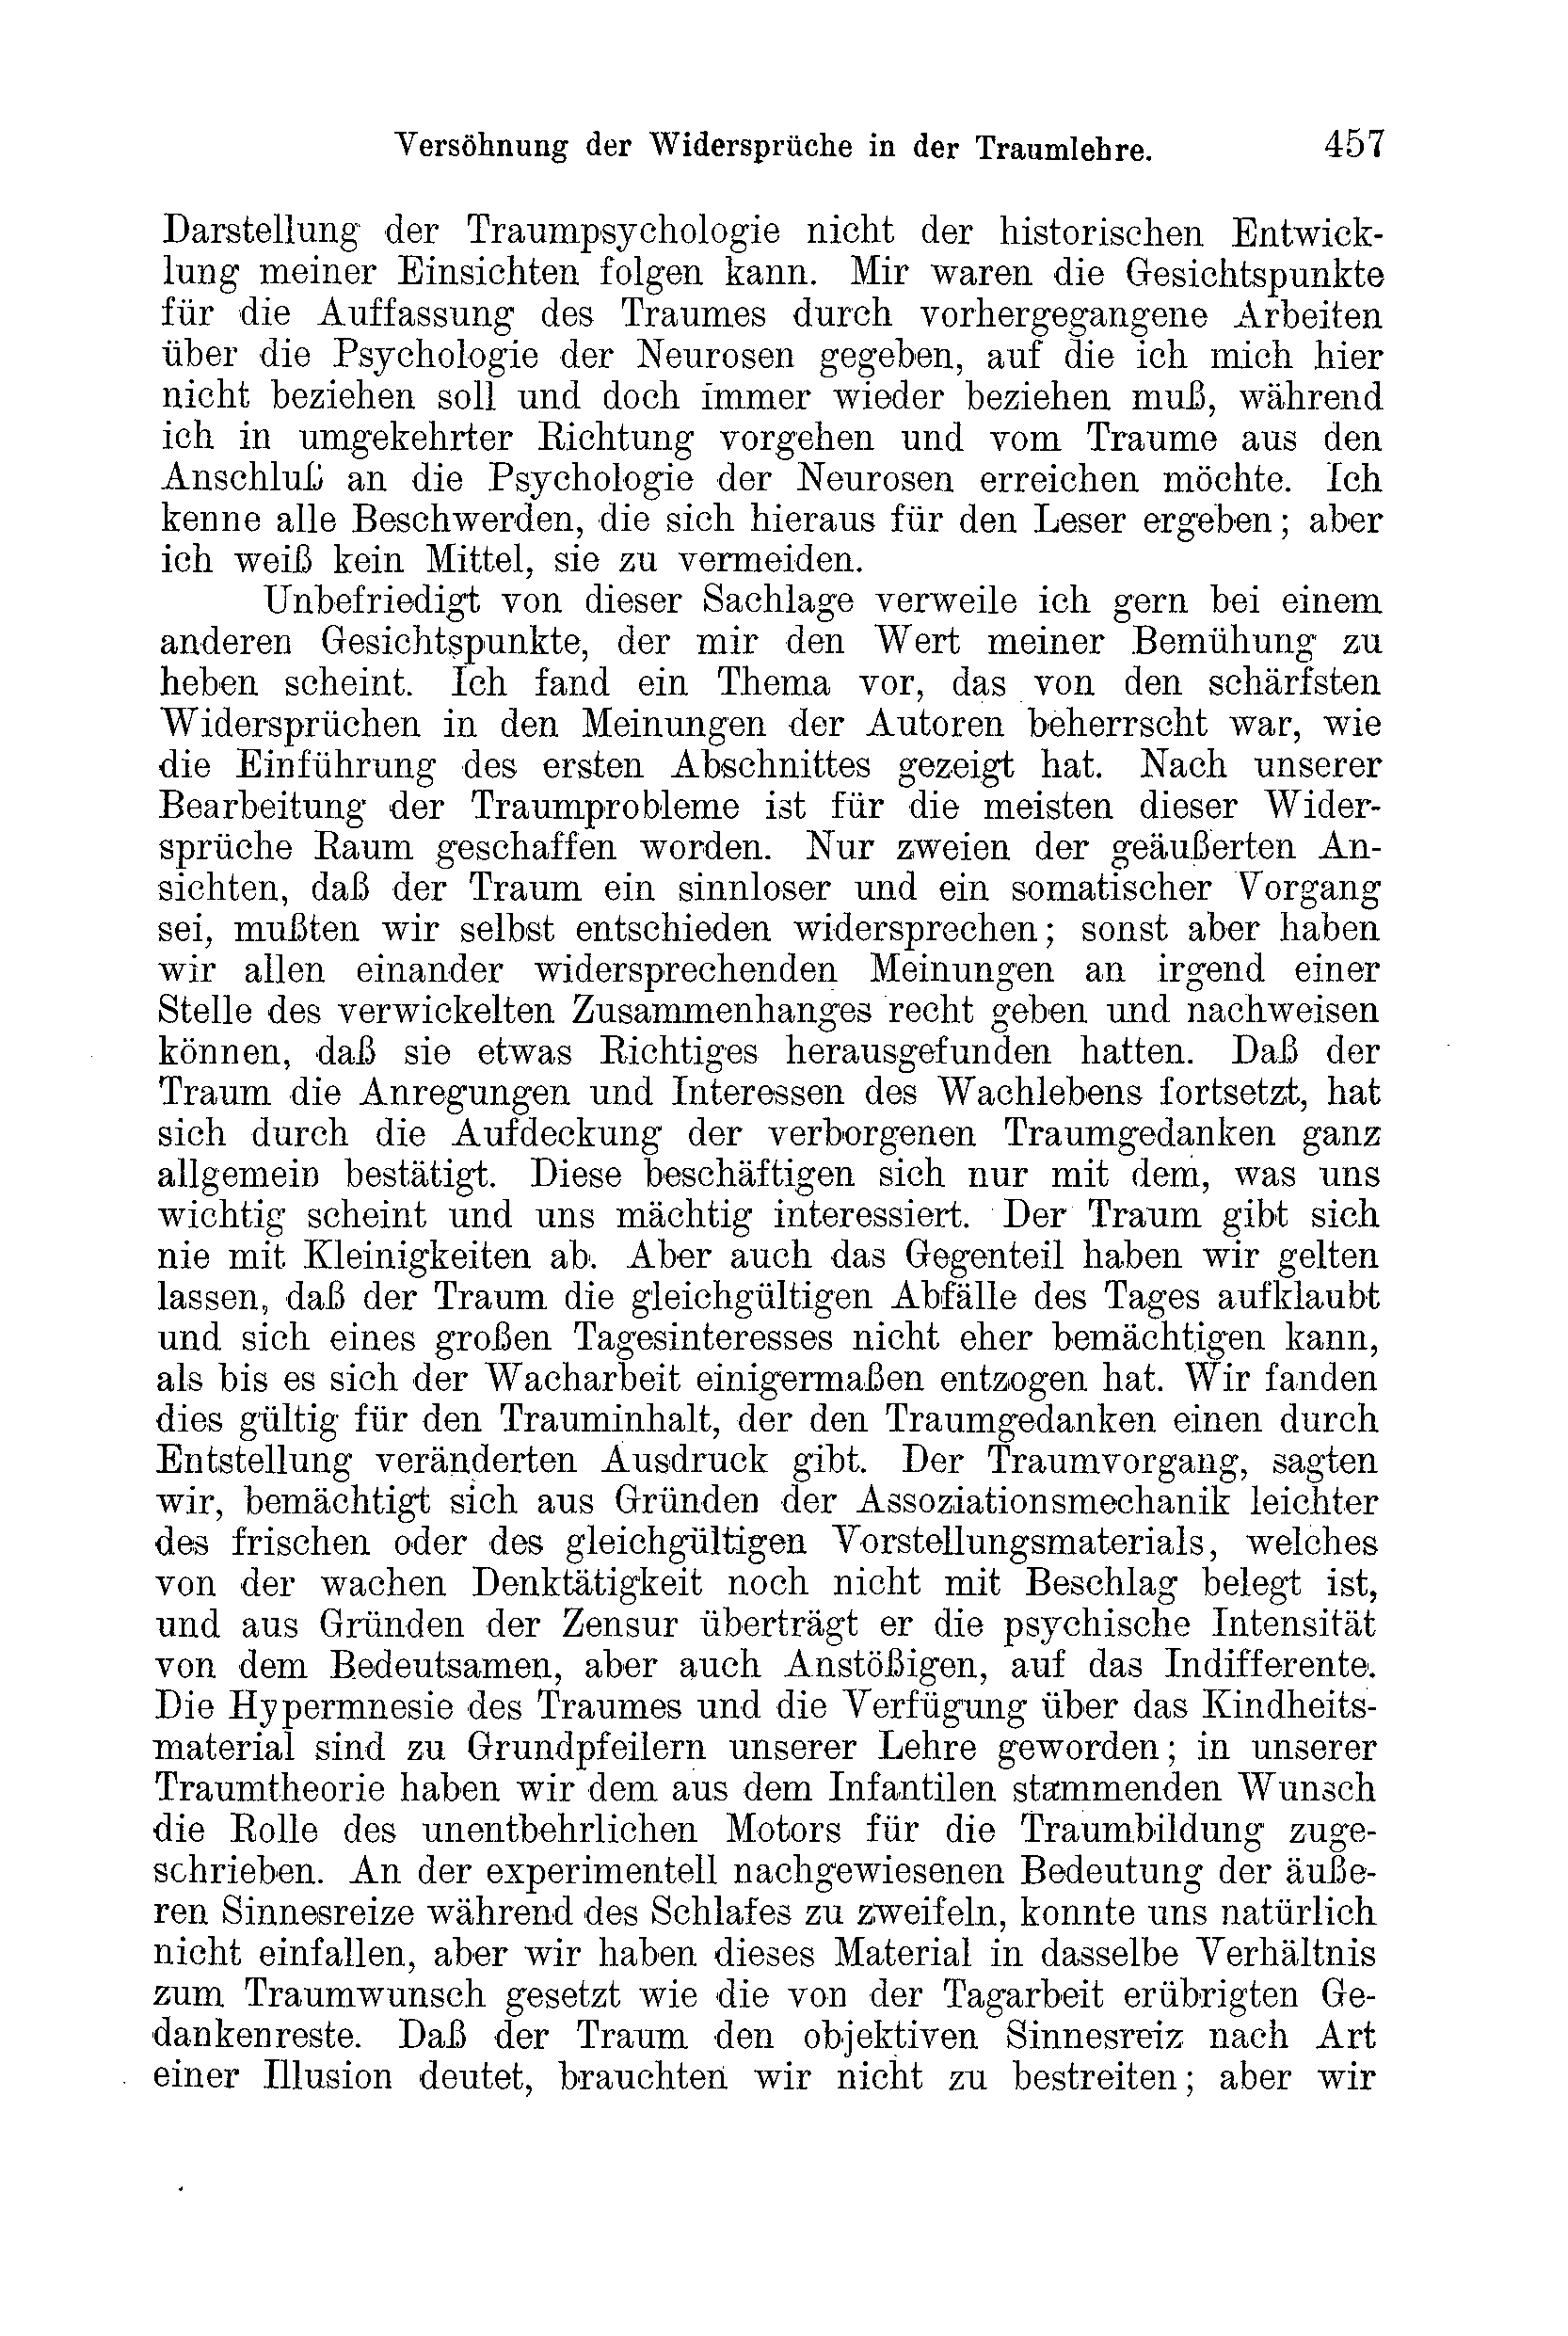 Versöhnung der Widersprüche in der Traumlehre. 457
Darstellung der Traumpsychologie nicht der historischen Entwick-
lung meiner Einsichten folgen kann. Mir waren die Gesichtspunkte
für die Auffassung des Traumes durch vorhergegangene Arbeiten
über die Psychologie der Neurosen gegeben, auf die ich mich hier
nicht beziehen soll und doch immer wieder beziehen muß, während
ich in umgekehrter Richtung vorgehen und vom Traume aus den
Anschluß an die Psychologie der Neurosen erreichen möchte. Ich
kenne alle Beschwerden, die sich hieraus für den Leser ergeben; aber
ich weiß kein Mittel, sie zu vermeiden.
Unbefriedigt von dieser Sachlage verweile ich gern bei einem
anderen Gesichtspunkte, der mir den Wert meiner Bemühung zu
heben scheint. Ich fand ein Thema vor, das von den schärfsten
Widersprüchen in den Meinungen der Autoren beherrscht war, wie
die Einführung des ersten Abschnittes gezeigt hat. Nach unserer
Bearbeitung der Traumprobleme ist für die meisten dieser Wider-
sprüche Raum geschaffen worden. Nur zweien der geäußerten An-
sichten, daß der Traum ein sinnloser und ein somatischer Vorgang
sei, mußten wir selbst entschieden widersprechen; sonst aber haben
wir allen einander widersprechenden Meinungen an irgend einer
Stelle des verwickelten Zusammenhanges recht geben und nachweisen
können, daß sie etwas Richtiges herausgefunden hatten. Daß der
Traum die Anregungen und Interessen des Wachlebens fortsetzt, hat
sich durch die Aufdeckung der verborgenen Traumgedanken ganz
allgemein bestätigt. Diese beschäftigen sich nur mit dem, was uns
wichtig scheint und uns mächtig interessiert. Der Traum gibt sich
nie mit Kleinigkeiten ab. Aber auch das Gegenteil haben wir gelten
lassen, daß der Traum die gleichgültigen Abfälle des Tages aufklaubt
und sich eines großen Tagesinteresses nicht eher bemächtigen kann,
als bis es sich der Wacharbeit einigermaßen entzogen hat. Wir fanden
dies gültig für den Trauminhalt, der den Traumgedanken einen durch
Entstellung veränderten Ausdruck gibt. Der Traumvorgang, sagten
wir, bemächtigt sich aus Gründen der Assoziationsmechanik leichter
des frischen oder des gleichgültigen Vorstellungsmaterials, welches
von der wachen Denktätigkeit noch nicht mit Beschlag belegt ist,
und aus Gründen der Zensur überträgt er die psychische Intensität
von dem Bedeutsamen, aber auch Anstößigen, auf das Indifferente.
Die Hypermnesie des Traumes und die Verfügung über das Kindheits-
material sind zu Grundpfeilern unserer Lehre geworden; in unserer
Traumtheorie haben wir dem aus dem Infantilen stammenden Wunsch
die Rolle des unentbehrlichen Motors für die Traumbildung zuge-
schrieben. An der experimentell nachgewiesenen Bedeutung der äuße-
ren Sinnesreize während des Schlafes zu zweifeln, konnte uns natürlich
nicht einfallen, aber wir haben dieses Material in dasselbe Verhältnis
zum Traumwunsch gesetzt wie die von der Tagarbeit erübrigten Ge-
dankenreste. Daß der Traum den objektiven Sinnesreiz nach Art
einer Illusion deutet, brauchten wir nicht zu bestreiten; aber wir